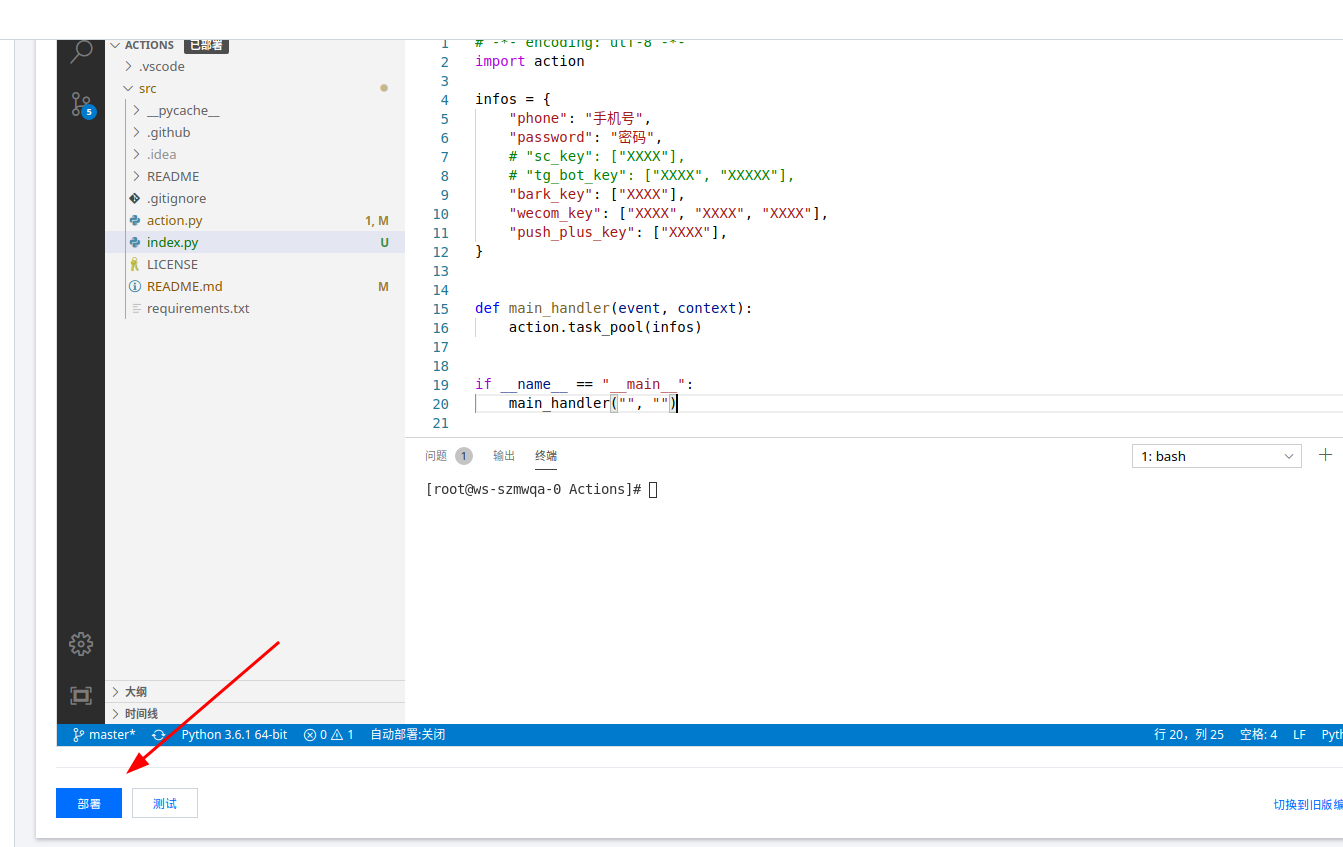 ACTIONS 已部署
.vscode
src
__pycache__
.github
.idea
README
.gitignore
action.py 1, M
index.py U
LICENSE
README.md M
requirements.txt
大纲
时间线
5
1 # -*- encoding: utf-8 -*-
2 import action
3
4 infos = {
5 "phone": "手机号",
6 "password": "密码",
7 # "sc_key": ["XXXX"],
8 # "tg_bot_key": ["XXXX", "XXXXX"],
9 "bark_key": ["XXXX"],
10 "wecom_key": ["XXXX", "XXXX", "XXXX"],
11 "push_plus_key": ["XXXX"],
12 }
13
14
15 def main_handler(event, context):
16 action.task_pool(infos)
17
18
19 if __name__ == "__main__":
20 main_handler("", "")
21
问题 1 输出 终端 1: bash
[root@ws-szmwqa-0 Actions]#
master* Python 3.6.1 64-bit 0 1 自动部署:关闭 行 20，列 25 空格: 4 LF Pyth
部署 测试 切换到旧版编